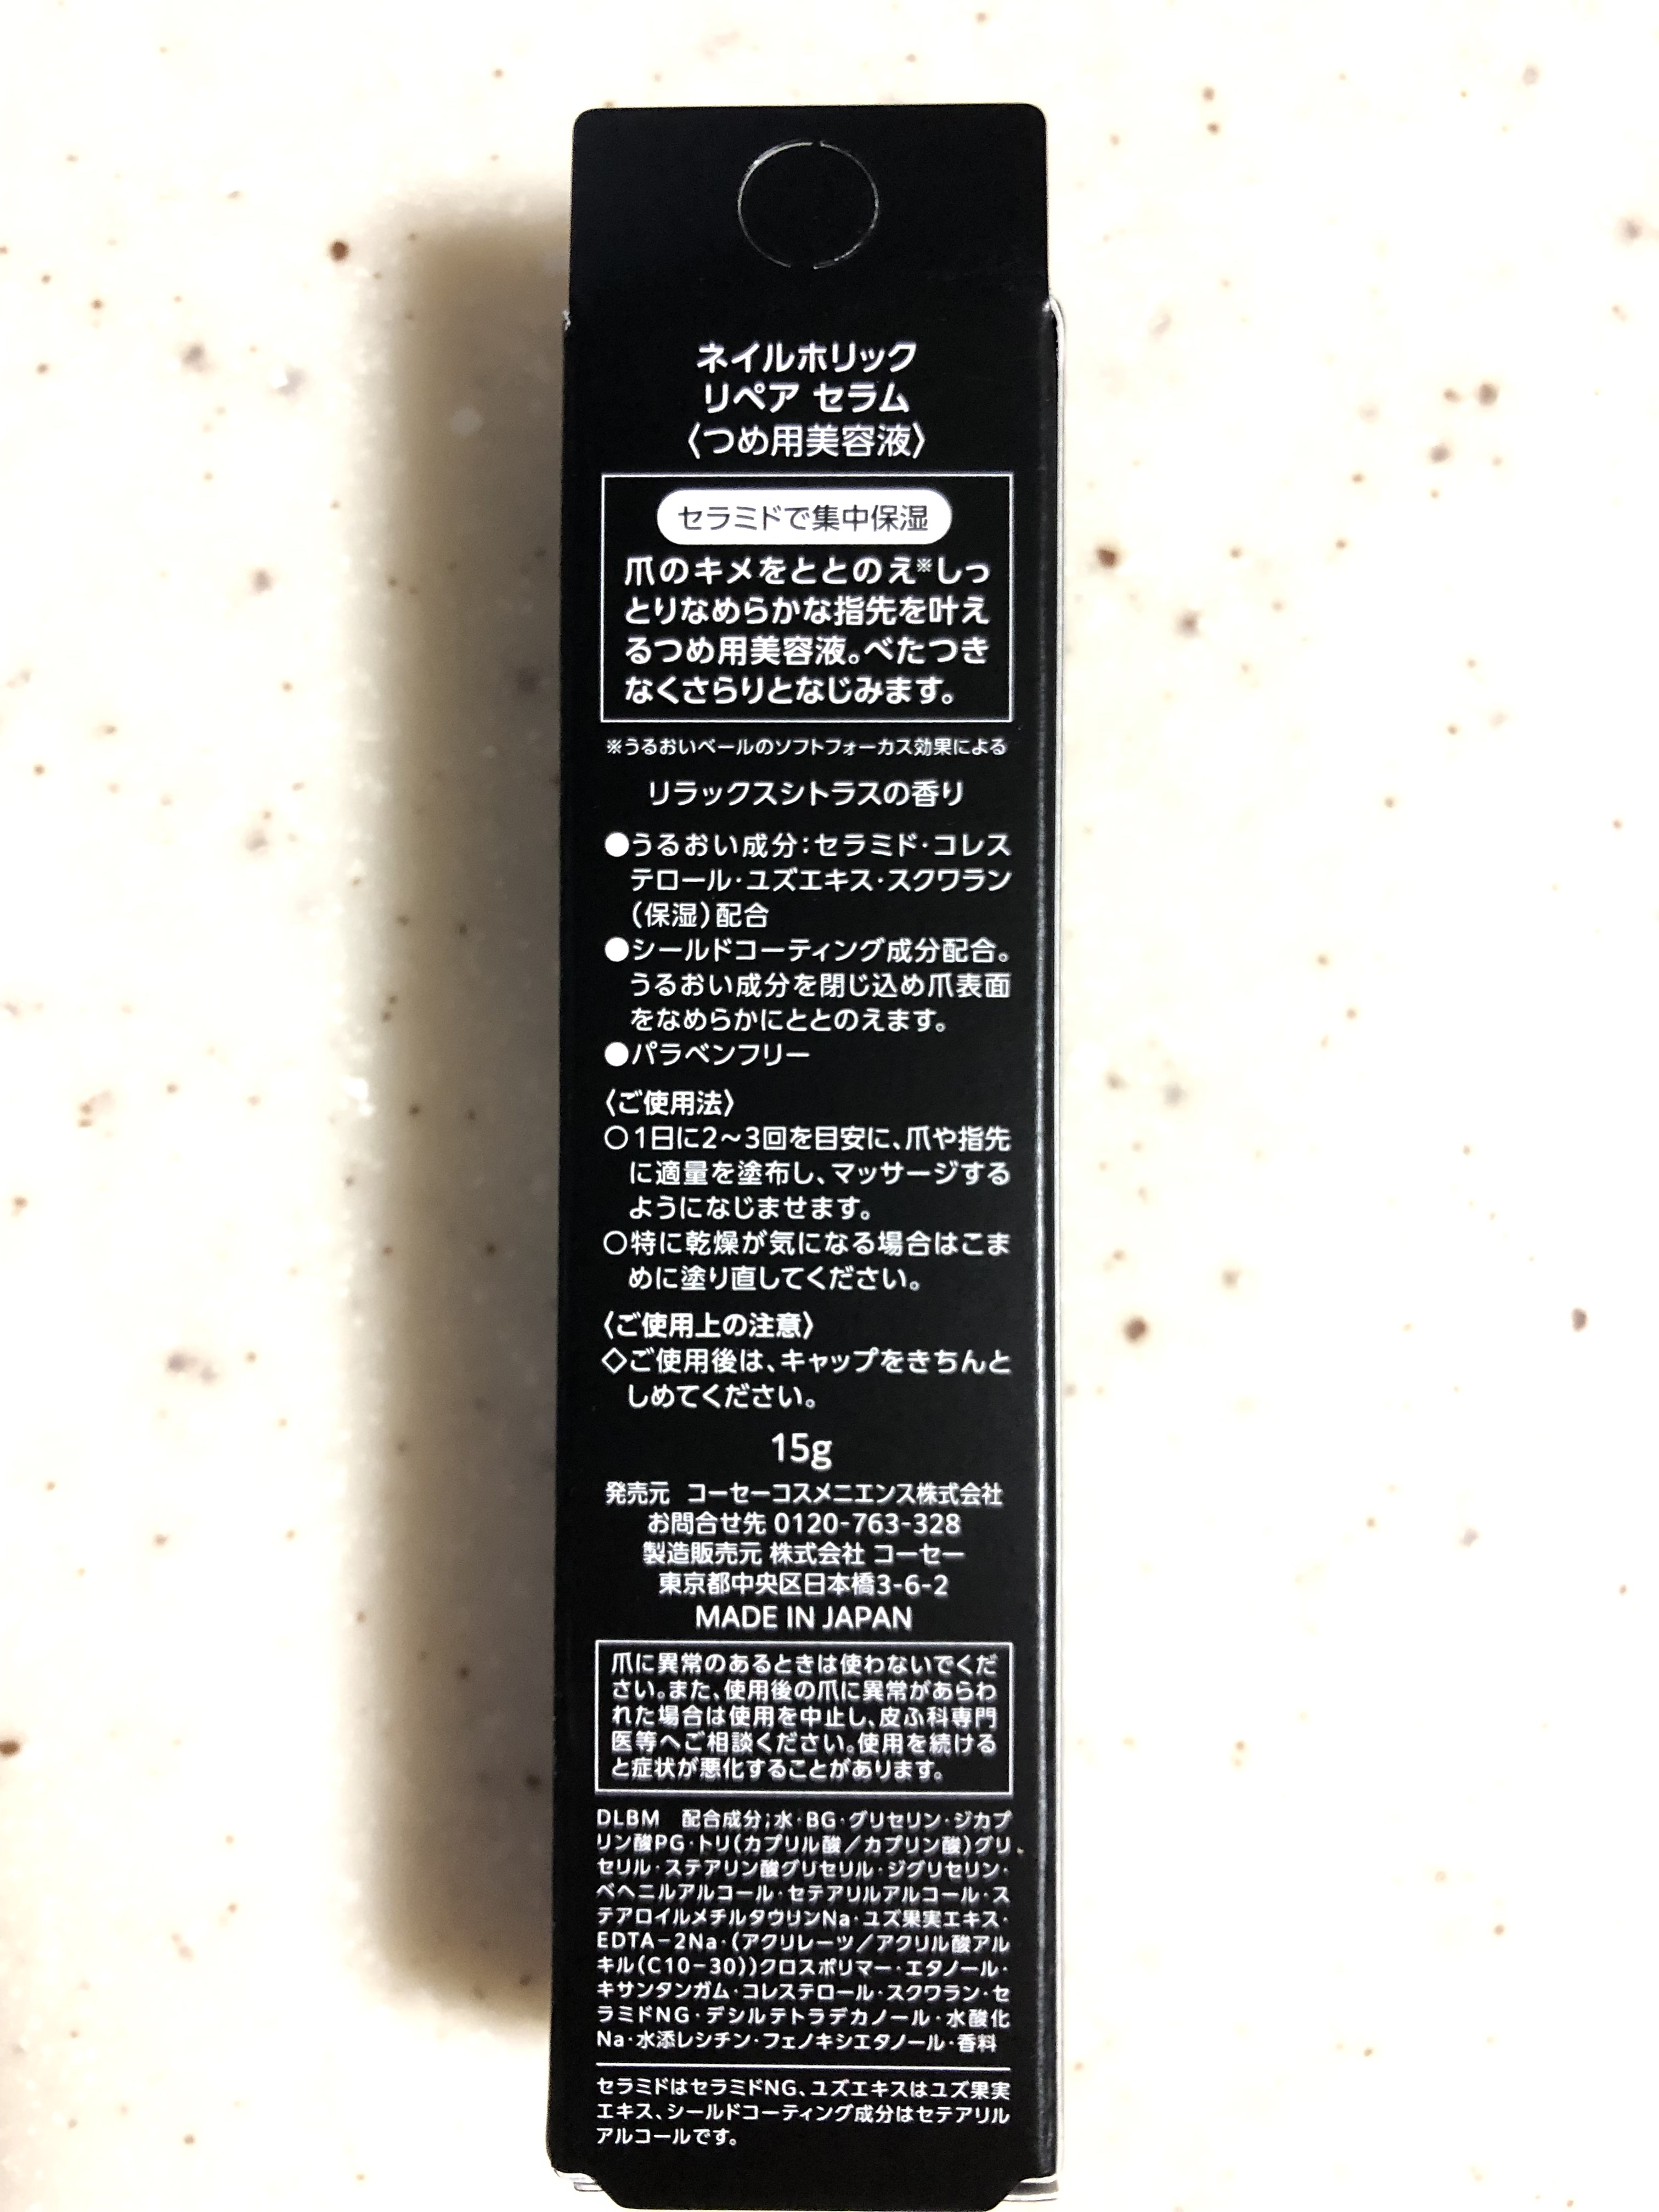 ネイルホリック
リペア セラム
〈つめ用美容液〉
セラミドで集中保湿
爪のキメをととのえ※しっ
とりなめらかな指先を叶え
るつめ用美容液。べたつき
なくさらりとなじみます。
※うるおいベールのソフトフォーカス効果による
リラックスシトラスの香り
●うるおい成分:セラミド・コレス
テロール・ユズエキス・スクワラン
(保湿)配合
●シールドコーティング成分配合。
うるおい成分を閉じ込め爪表面
をなめらかにととのえます。
●パラベンフリー
〈ご使用法〉
○1日に2~3回を目安に、爪や指先
に適量を塗布し、マッサージする
ようになじませます。
○特に乾燥が気になる場合はこま
めに塗り直してください。
〈ご使用上の注意〉
◇ご使用後は、キャップをきちんと
しめてください。
15g
発売元 コーセーコスメニエンス株式会社
お問合せ先 0120-763-328
製造販売元 株式会社 コーセー
東京都中央区日本橋3-6-2
MADE IN JAPAN
爪に異常のあるときは使わないでくだ
さい。また、使用後の爪に異常があらわ
れた場合は使用を中止し、皮ふ科専門
医等へご相談ください。使用を続ける
と症状が悪化することがあります。
DLBM 配合成分;水・BG・グリセリン・ジカプ
リン酸PG・トリ(カプリル酸/カプリン酸)グリ
セリル・ステアリン酸グリセリル・ジグリセリン・
ベヘニルアルコール・セテアリルアルコール・ス
テアロイルメチルタウリンNa・ユズ果実エキス・
EDTA-2Na・(アクリレーツ/アクリル酸アル
キル(C10-30))クロスポリマー・エタノール・
キサンタンガム・コレステロール・スクワラン・セ
ラミドNG・デシルテトラデカノール・水酸化
Na・水添レシチン・フェノキシエタノール・香料
セラミドはセラミドNG、ユズエキスはユズ果実
エキス、シールドコーティング成分はセテアリル
アルコールです。